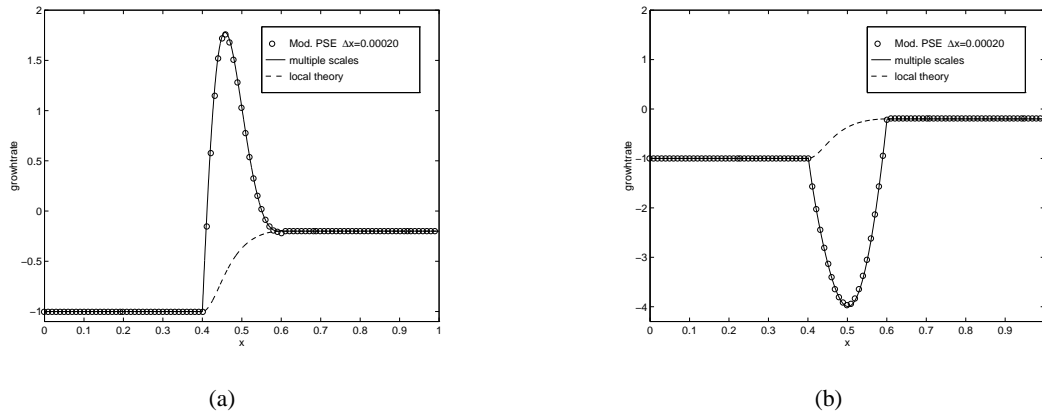 2
1.5
1
0.5
0
−0.5
−1
growhtrate
0 0.1 0.2 0.3 0.4 0.5 0.6 0.7 0.8 0.9 1
x
Mod. PSE Δx=0.00020
multiple scales
local theory
(a)
2
1
0
−1
−2
−3
−4
growhtrate
0 0.1 0.2 0.3 0.4 0.5 0.6 0.7 0.8 0.9
x
Mod. PSE Δx=0.00020
multiple scales
local theory
(b)